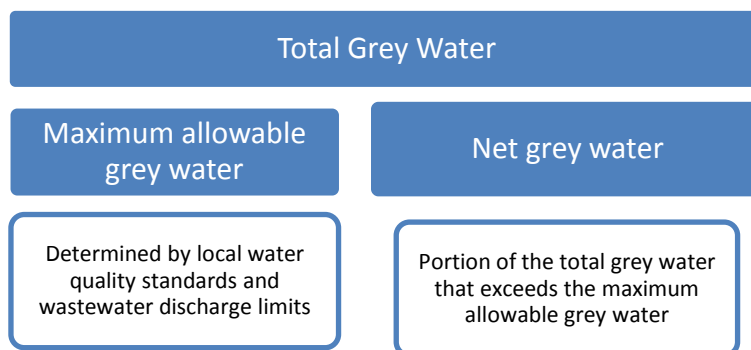 Total Grey Water
Maximum allowable
grey water
Net grey water
Determined by local water
quality standards and
wastewater discharge limits
Portion of the total grey water
that exceeds the maximum
allowable grey water